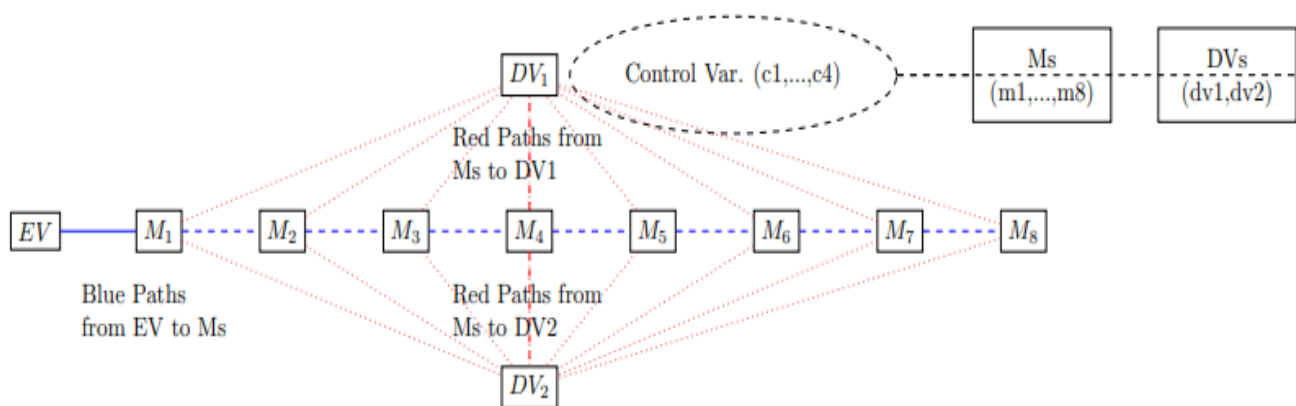 DV₁
Control Var. (c1,...,c4)
Ms
(m1,...,m8)
DVs
(dv1,dv2)
Red Paths from
Ms to DV1
EV
M₁
M₂
M₃
M₄
M₅
M₆
M₇
M₈
Blue Paths
from EV to Ms
Red Paths from
Ms to DV2
DV₂